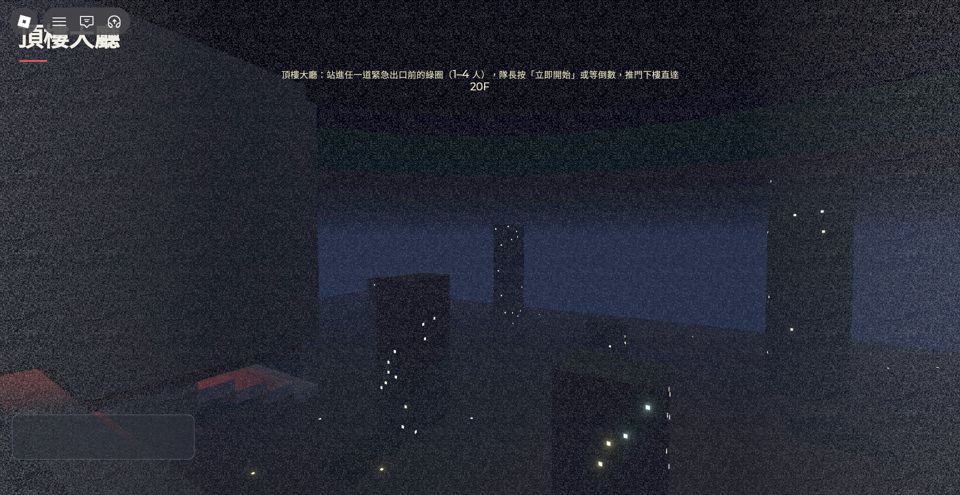 頂樓大廳
頂樓大廳：站進任一道緊急出口前的綠圈（1–4 人），隊長按「立即開始」或等倒數，推門下樓直達
20F